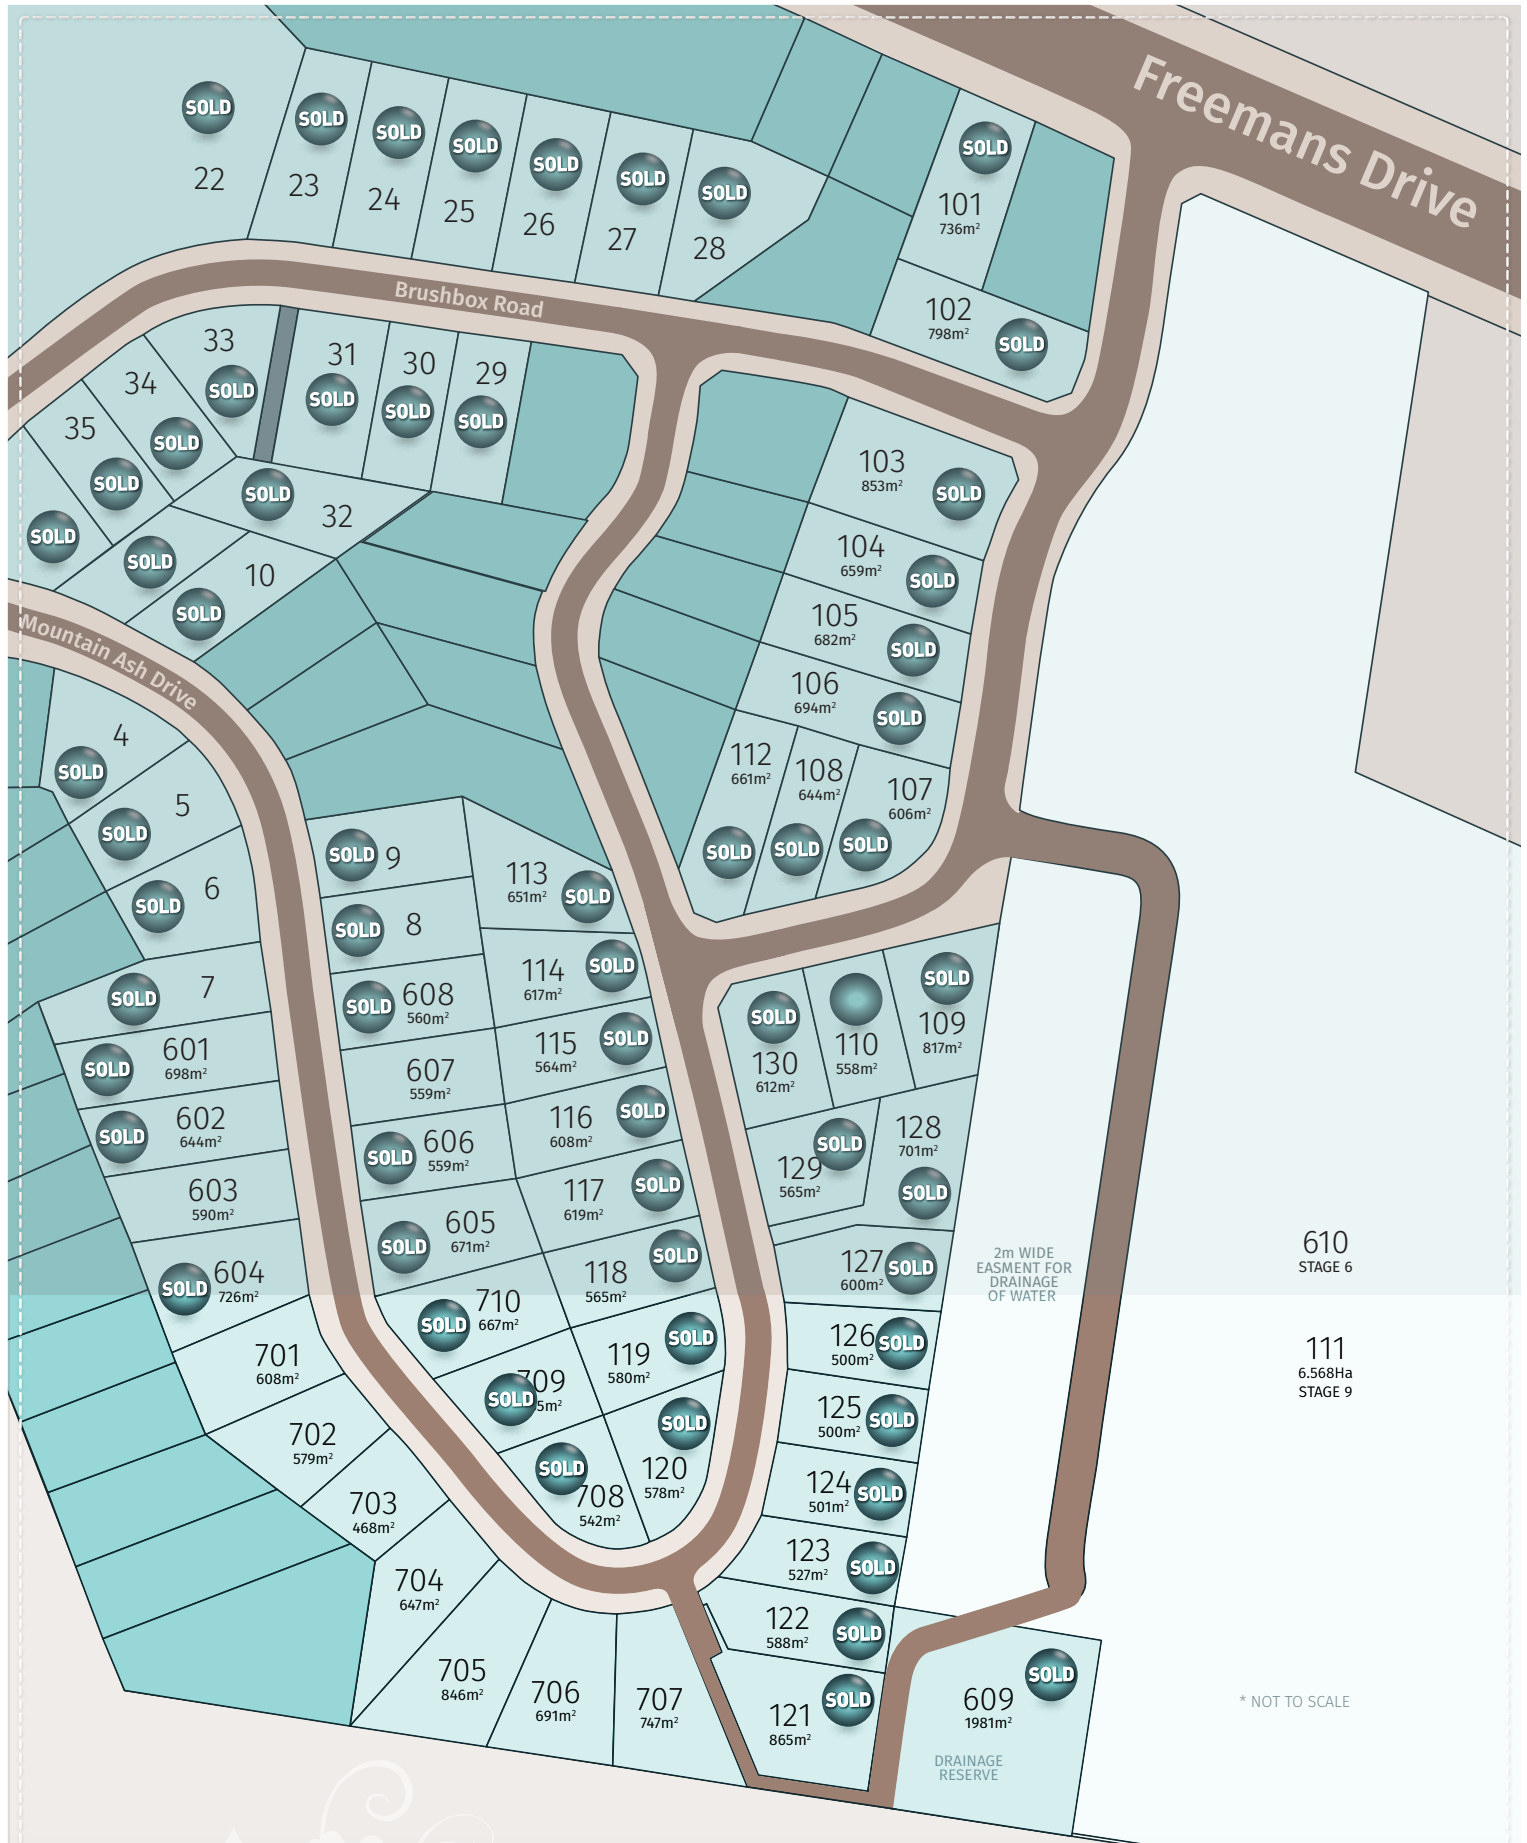 Freemans Drive
SOLD
22
SOLD
23
SOLD
24
SOLD
25
SOLD
26
SOLD
27
SOLD
28
SOLD
101
736m²
102
798m²
SOLD
Brushbox Road
33
SOLD
34
SOLD
35
SOLD
SOLD
31
SOLD
30
SOLD
29
SOLD
SOLD
32
SOLD
10
SOLD
Mountain Ash Drive
103
853m²
SOLD
104
659m²
SOLD
105
682m²
SOLD
106
694m²
SOLD
112
661m²
SOLD
108
644m²
SOLD
107
606m²
SOLD
4
SOLD
5
SOLD
6
SOLD
7
SOLD
601
698m²
SOLD
602
644m²
SOLD
603
590m²
604
726m²
SOLD
SOLD
9
SOLD
8
SOLD
608
560m²
607
559m²
SOLD
606
559m²
SOLD
605
671m²
SOLD
710
667m²
SOLD
709
5m²
SOLD
708
542m²
113
651m²
SOLD
114
617m²
SOLD
115
564m²
SOLD
116
608m²
SOLD
117
619m²
SOLD
118
565m²
SOLD
119
580m²
SOLD
120
578m²
SOLD
SOLD
130
612m²
110
558m²
SOLD
109
817m²
SOLD
129
565m²
128
701m²
SOLD
127
600m²
SOLD
126
500m²
SOLD
125
500m²
SOLD
124
501m²
SOLD
123
527m²
SOLD
122
588m²
SOLD
121
865m²
SOLD
701
608m²
702
579m²
703
468m²
704
647m²
705
846m²
706
691m²
707
747m²
2m WIDE
EASMENT FOR
DRAINAGE
OF WATER
610
STAGE 6
111
6.568Ha
STAGE 9
609
1981m²
SOLD
DRAINAGE
RESERVE
* NOT TO SCALE